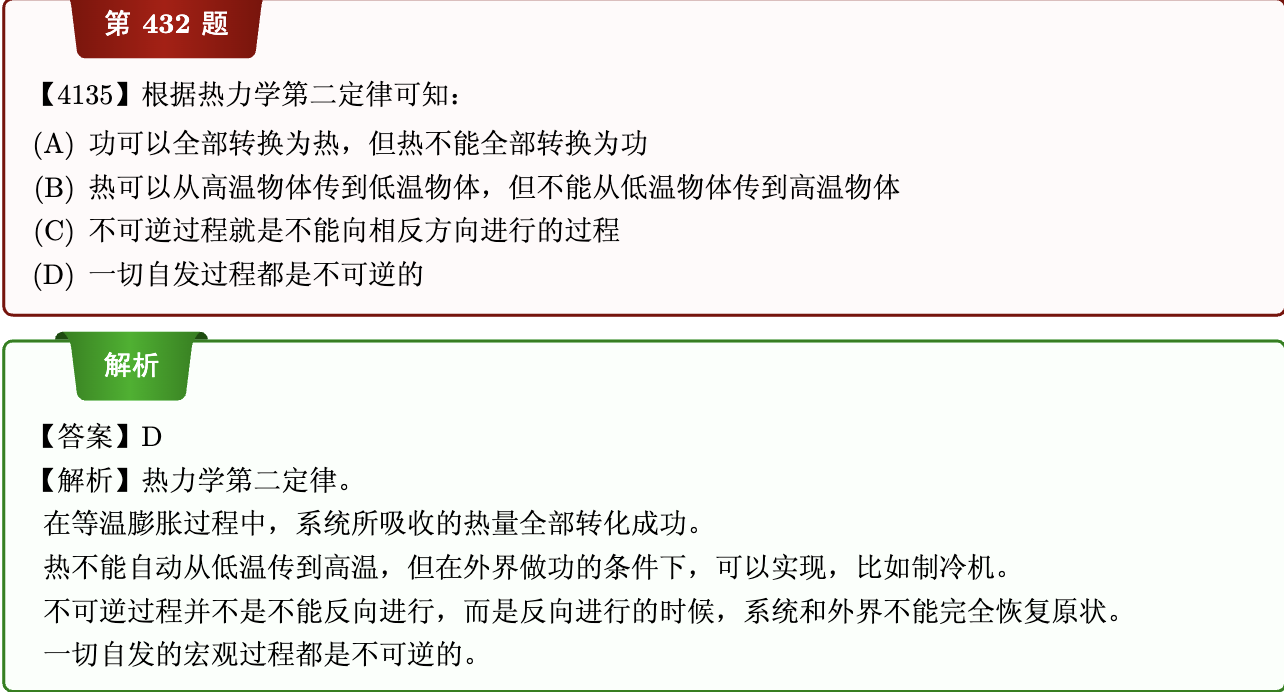 第 432 题
【4135】根据热力学第二定律可知：
(A) 功可以全部转换为热，但热不能全部转换为功
(B) 热可以从高温物体传到低温物体，但不能从低温物体传到高温物体
(C) 不可逆过程就是不能向相反方向进行的过程
(D) 一切自发过程都是不可逆的
解析
【答案】D
【解析】热力学第二定律。
在等温膨胀过程中，系统所吸收的热量全部转化成功。
热不能自动从低温传到高温，但在外界做功的条件下，可以实现，比如制冷机。
不可逆过程并不是不能反向进行，而是反向进行的时候，系统和外界不能完全恢复原状。
一切自发的宏观过程都是不可逆的。